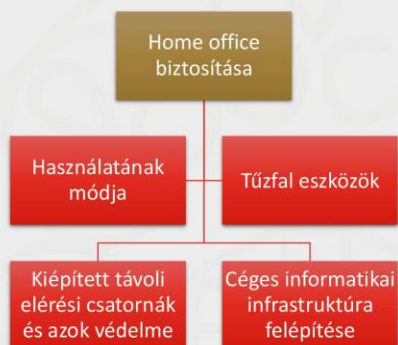 Home office
biztosítása
Használatának
módja
Tűzfal eszközök
Kiépített távoli
elérési csatornák
és azok védelme
Céges informatikai
infrastruktúra
felépítése